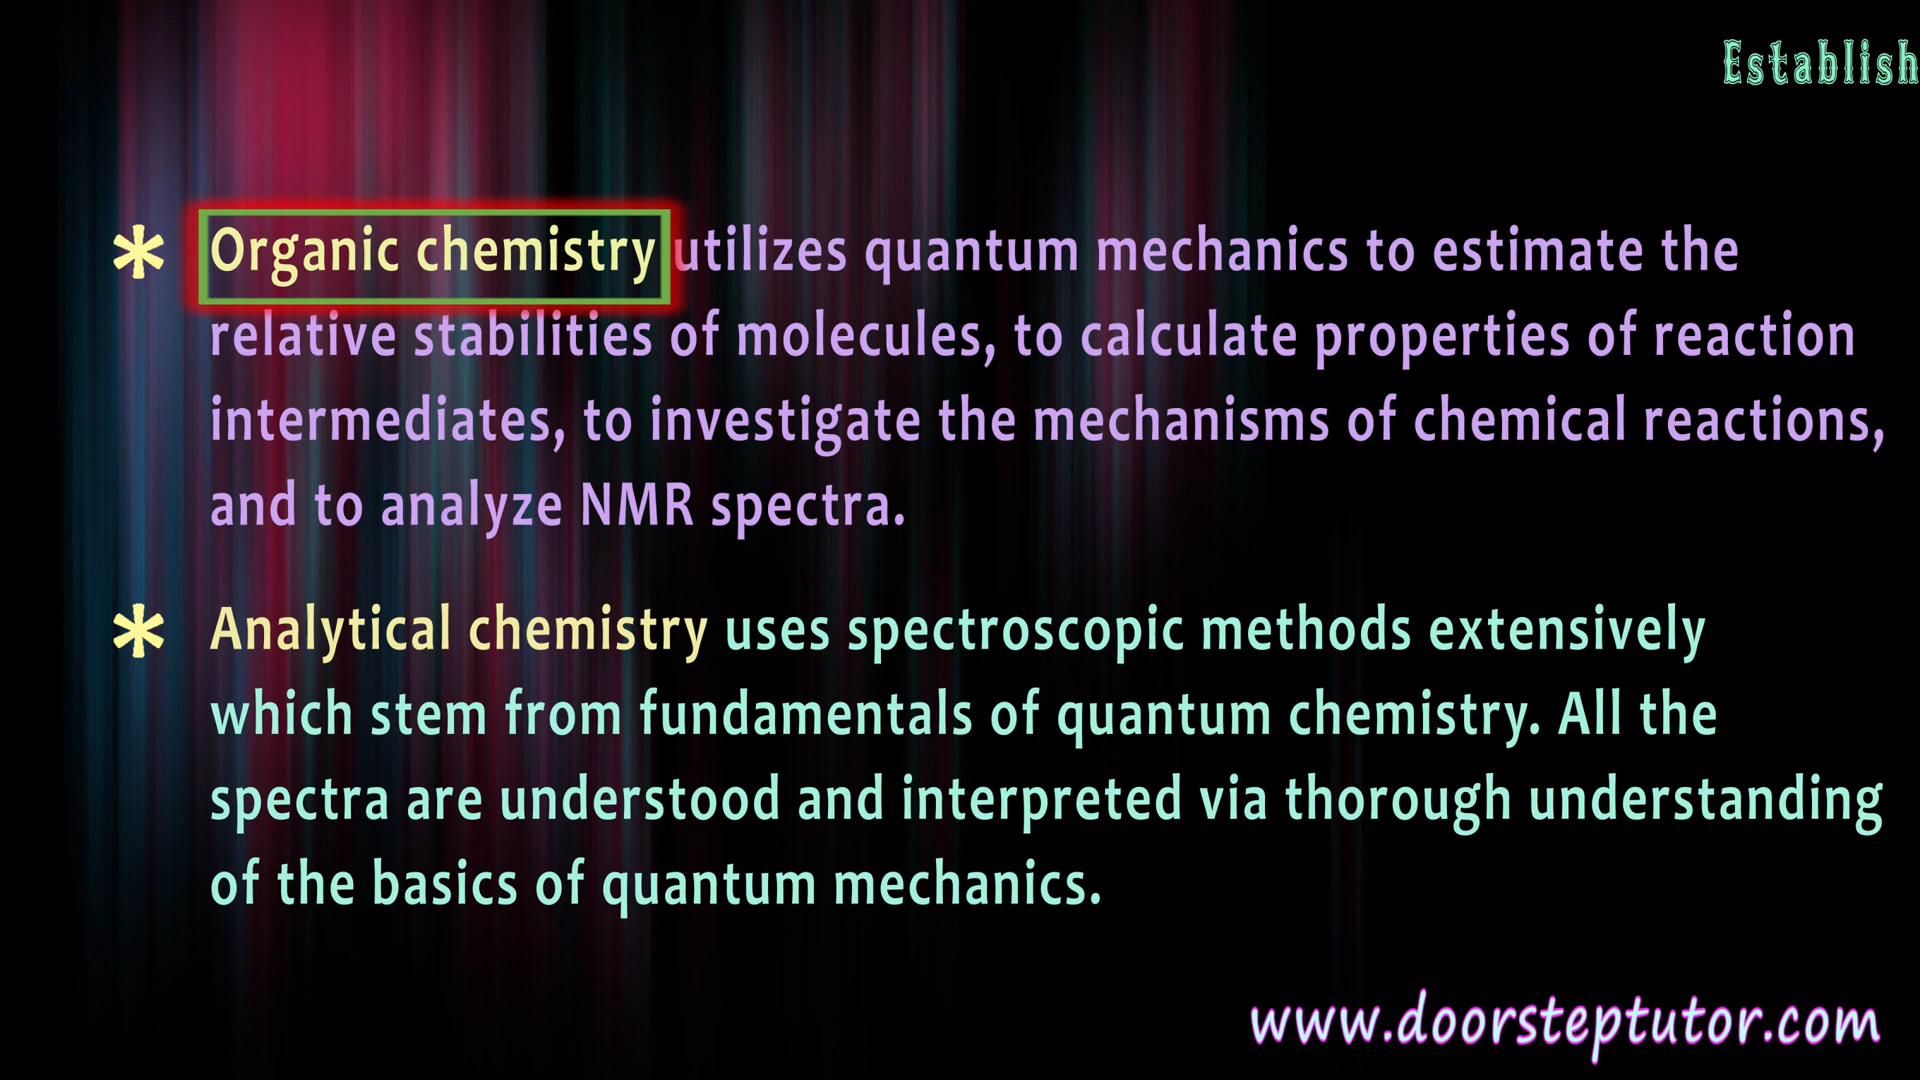 Establish
* Organic chemistry utilizes quantum mechanics to estimate the
relative stabilities of molecules, to calculate properties of reaction
intermediates, to investigate the mechanisms of chemical reactions,
and to analyze NMR spectra.
* Analytical chemistry uses spectroscopic methods extensively
which stem from fundamentals of quantum chemistry. All the
spectra are understood and interpreted via thorough understanding
of the basics of quantum mechanics.
www.doorsteptutor.com